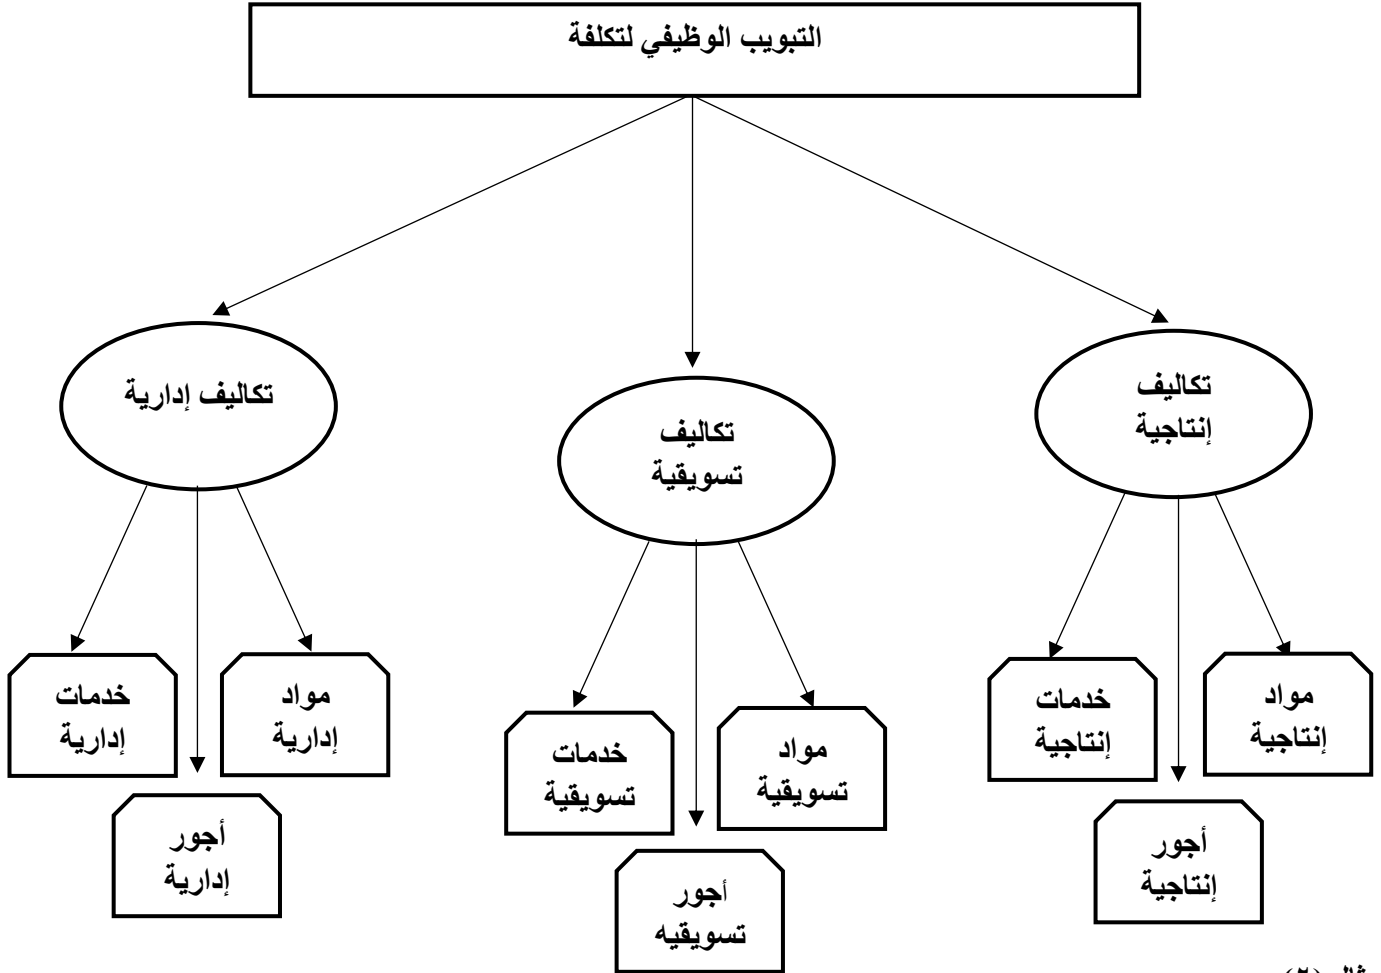 التبويب الوظيفي لتكلفة
تكاليف
إنتاجية
تكاليف
تسويقية
تكاليف إدارية
مواد
إنتاجية
أجور
إنتاجية
خدمات
إنتاجية
مواد
تسويقية
أجور
تسويقيه
خدمات
تسويقية
مواد
إدارية
أجور
إدارية
خدمات
إدارية
(٢)